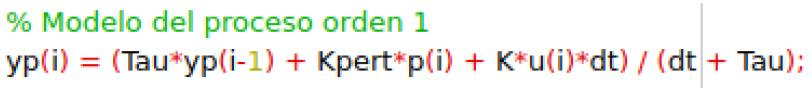 % Modelo del proceso orden 1
yp(i) = (Tau*yp(i-1) + Kpert*p(i) + K*u(i)*dt) / (dt + Tau);